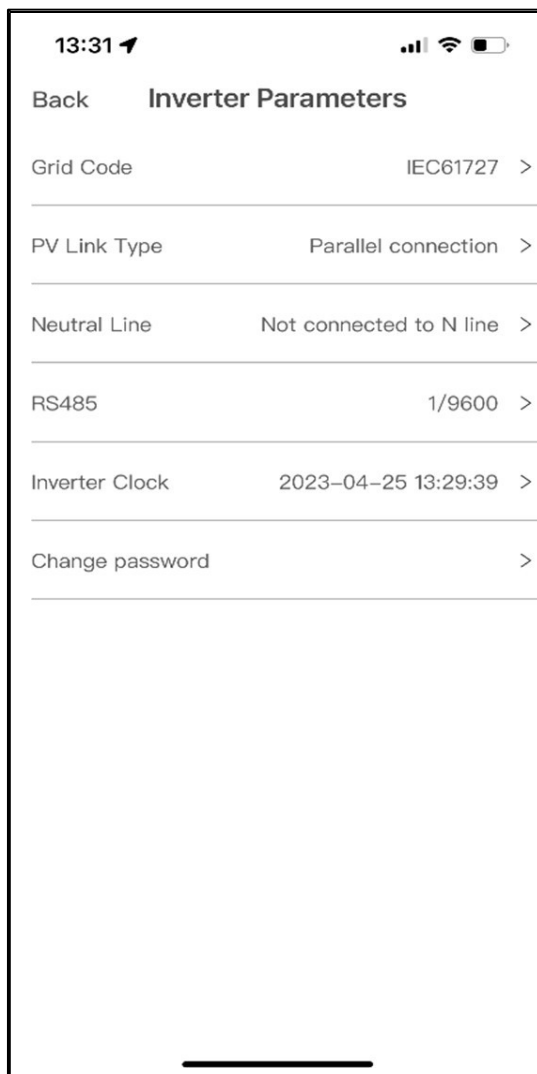 13:31
Back Inverter Parameters
Grid Code IEC61727 >
PV Link Type Parallel connection >
Neutral Line Not connected to N line >
RS485 1/9600 >
Inverter Clock 2023-04-25 13:29:39 >
Change password >